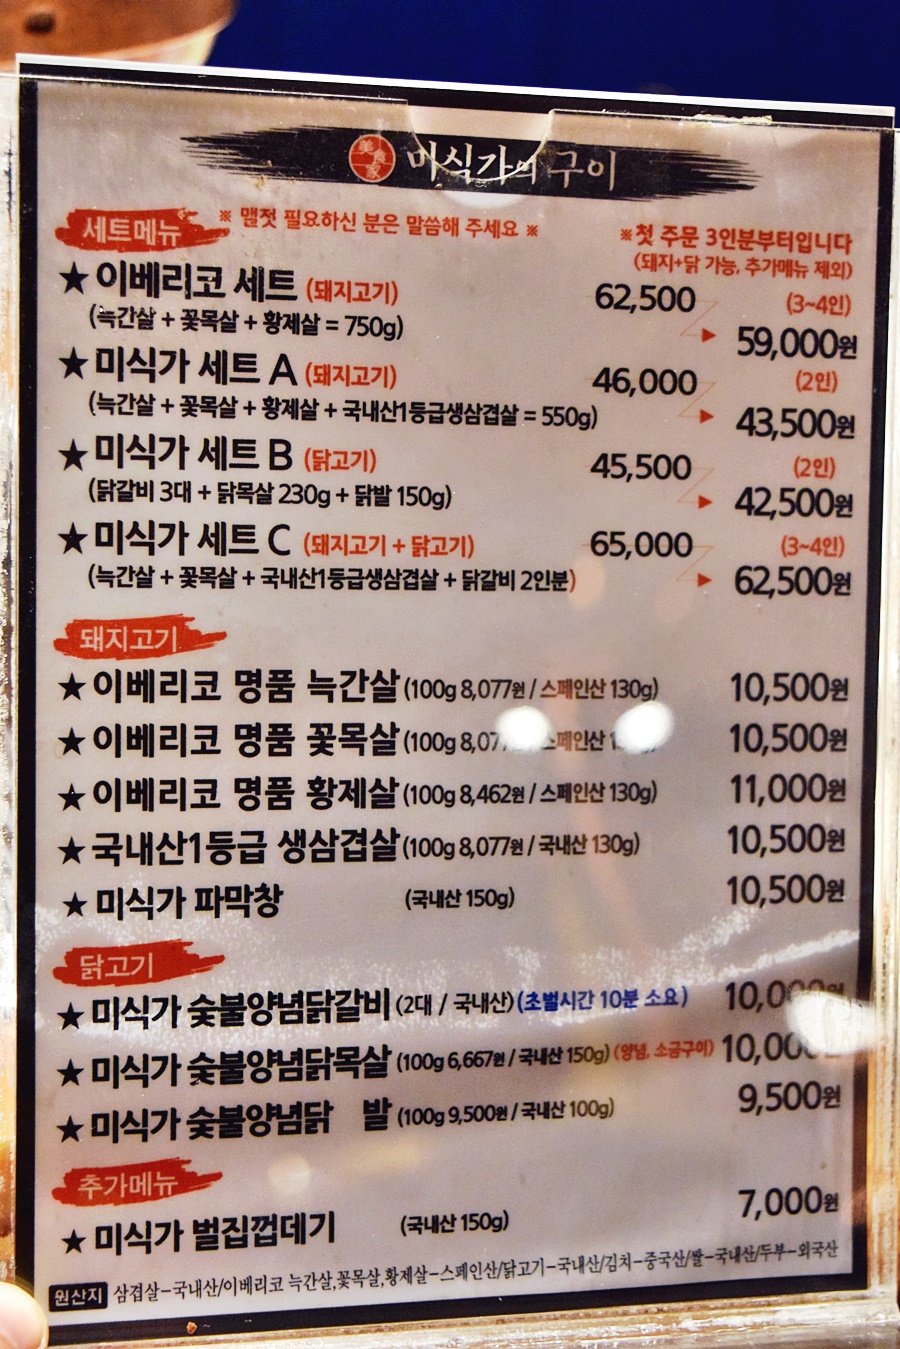 美食家 미식가의 구이
세트메뉴 ※ 멜젓 필요하신 분은 말씀해 주세요 ※
※첫 주문 3인분부터입니다
(돼지+닭 가능, 추가메뉴 제외)
★ 이베리코 세트 (돼지고기) 62,500 (3~4인)
(늑간살 + 꽃목살 + 황제살 = 750g) 59,000원
★ 미식가 세트 A (돼지고기) 46,000 (2인)
(늑간살 + 꽃목살 + 황제살 + 국내산1등급생삼겹살 = 550g) 43,500원
★ 미식가 세트 B (닭고기) 45,500 (2인)
(닭갈비 3대 + 닭목살 230g + 닭발 150g) 42,500원
★ 미식가 세트 C (돼지고기 + 닭고기) 65,000 (3~4인)
(늑간살 + 꽃목살 + 국내산1등급생삼겹살 + 닭갈비 2인분) 62,500원
돼지고기
★ 이베리코 명품 늑간살 (100g 8,077원 / 스페인산 130g) 10,500원
★ 이베리코 명품 꽃목살 (100g 스페인산 10,500원
★ 이베리코 명품 황제살 (100g 8,462원 / 스페인산 130g) 11,000원
★ 국내산1등급 생삼겹살 (100g 8,077원 / 국내산 130g) 10,500원
★ 미식가 파막창 (국내산 150g) 10,500원
닭고기
★ 미식가 숯불양념닭갈비 (2대 / 국내산) (초벌시간 10분 소요) 10,000원
★ 미식가 숯불양념닭목살 (100g 6,667원 / 국내산 150g) (양념, 소금구이) 10,000
★ 미식가 숯불양념닭 발 (100g 9,500원 / 국내산 100g) 9,500원
추가메뉴
★ 미식가 벌집껍데기 (국내산 150g) 7,000원
원산지 삼겹살-국내산/이베리코 늑간살,꽃목살,황제살-스페인산/닭고기-국내산/김치-중국산/쌀-국내산/두부-외국산